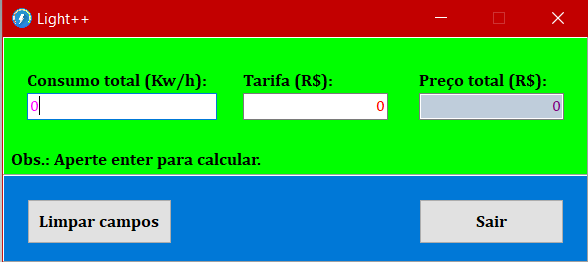 Light++
Consumo total (Kw/h): Tarifa (R$): Preço total (R$):
0 0 0
Obs.: Aperte enter para calcular.
Limpar campos Sair